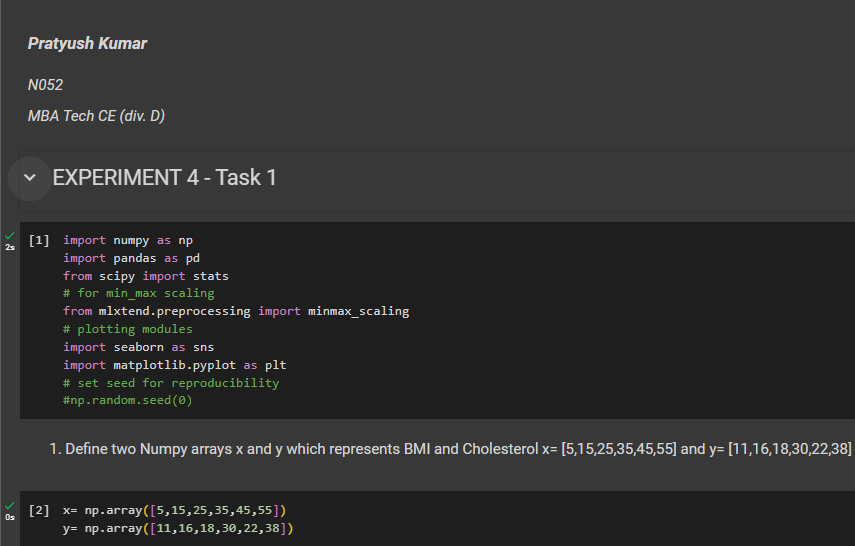 Pratyush Kumar
N052
MBA Tech CE (div. D)
EXPERIMENT 4 - Task 1
2s
[1] import numpy as np
import pandas as pd
from scipy import stats
# for min_max scaling
from mlxtend.preprocessing import minmax_scaling
# plotting modules
import seaborn as sns
import matplotlib.pyplot as plt
# set seed for reproducibility
#np.random.seed(0)
1. Define two Numpy arrays x and y which represents BMI and Cholesterol x= [5,15,25,35,45,55] and y= [11,16,18,30,22,38]
0s
[2] x= np.array([5,15,25,35,45,55])
y= np.array([11,16,18,30,22,38])